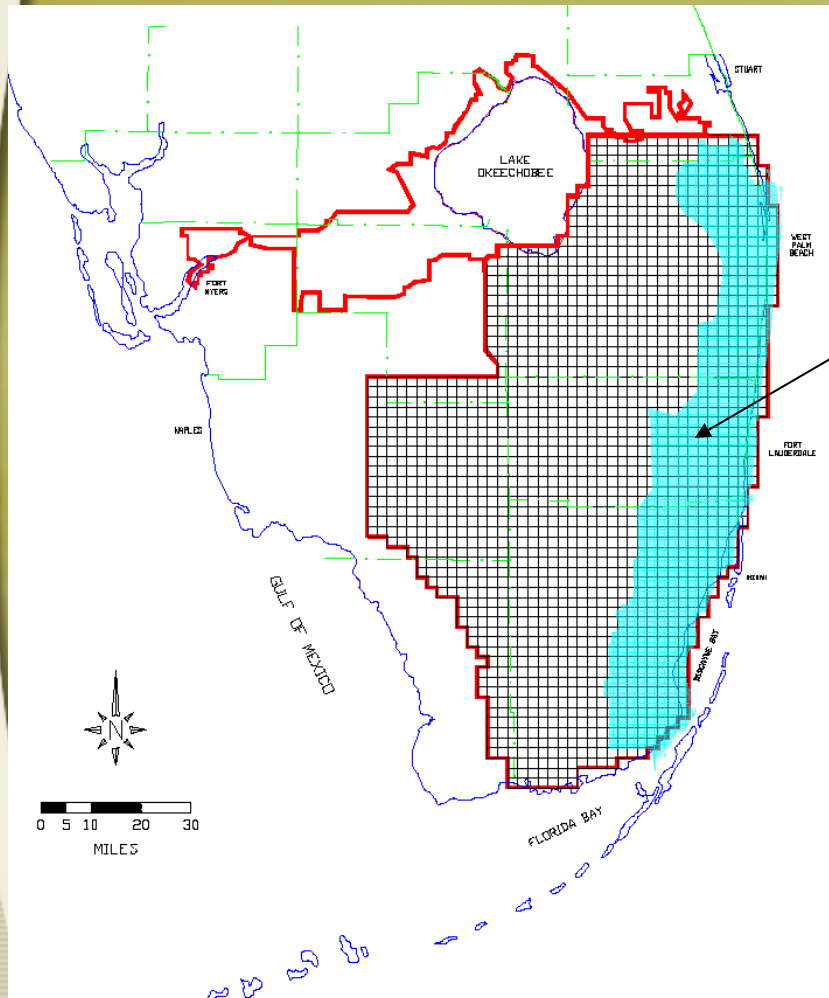 STUART
LAKE
OKEECHOBEE
WEST
PALM
BEACH
FORT
MYERS
NAPLES
FORT
LAUDERDALE
MIAMI
GULF OF MEXICO
BISCAYNE BAY
N
0 5 10 20 30
MILES
FLORIDA BAY